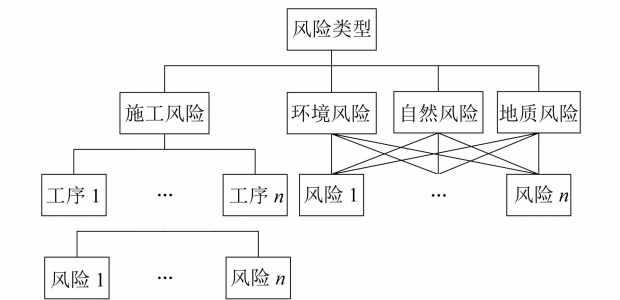 风险类型
施工风险 环境风险 自然风险 地质风险
工序 1 ··· 工序 n 风险 1 ··· 风险 n
风险 1 ··· 风险 n